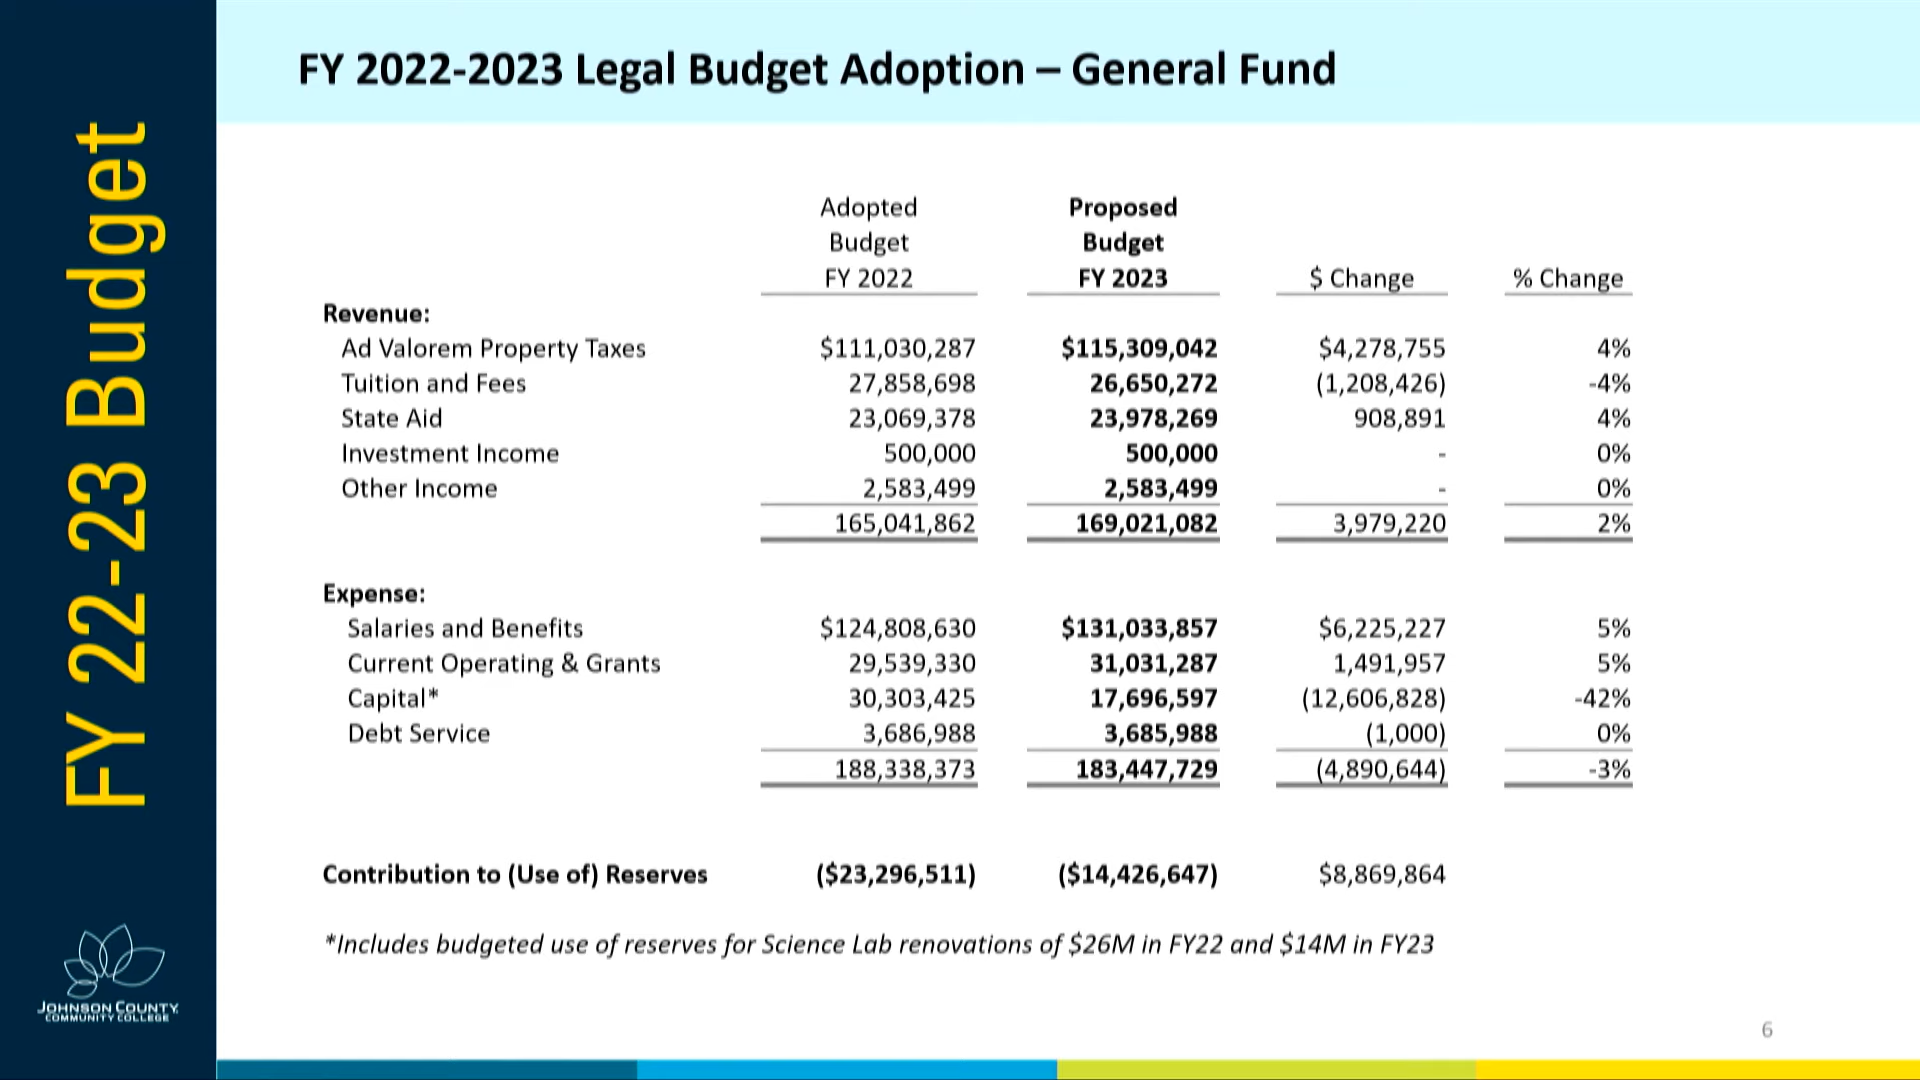 FY 22-23 Budget
FY 2022-2023 Legal Budget Adoption – General Fund
Adopted Proposed
Budget Budget
FY 2022 FY 2023 $ Change % Change
Revenue:
Ad Valorem Property Taxes $111,030,287 $115,309,042 $4,278,755 4%
Tuition and Fees 27,858,698 26,650,272 (1,208,426) -4%
State Aid 23,069,378 23,978,269 908,891 4%
Investment Income 500,000 500,000 - 0%
Other Income 2,583,499 2,583,499 - 0%
165,041,862 169,021,082 3,979,220 2%
Expense:
Salaries and Benefits $124,808,630 $131,033,857 $6,225,227 5%
Current Operating & Grants 29,539,330 31,031,287 1,491,957 5%
Capital* 30,303,425 17,696,597 (12,606,828) -42%
Debt Service 3,686,988 3,685,988 (1,000) 0%
188,338,373 183,447,729 (4,890,644) -3%
Contribution to (Use of) Reserves ($23,296,511) ($14,426,647) $8,869,864
*Includes budgeted use of reserves for Science Lab renovations of $26M in FY22 and $14M in FY23
JOHNSON COUNTY
COMMUNITY COLLEGE
6